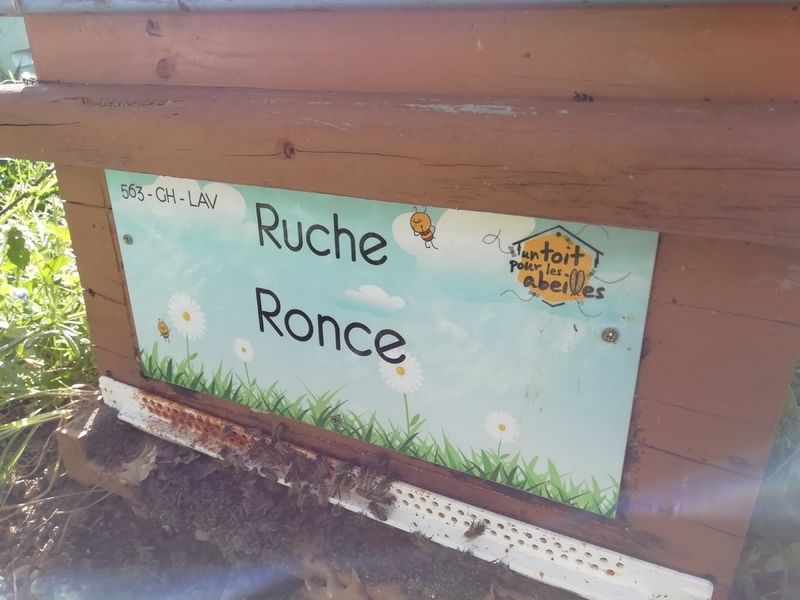 563 - GH - LAV
Ruche
Ronce
un toit
pour les
abeilles